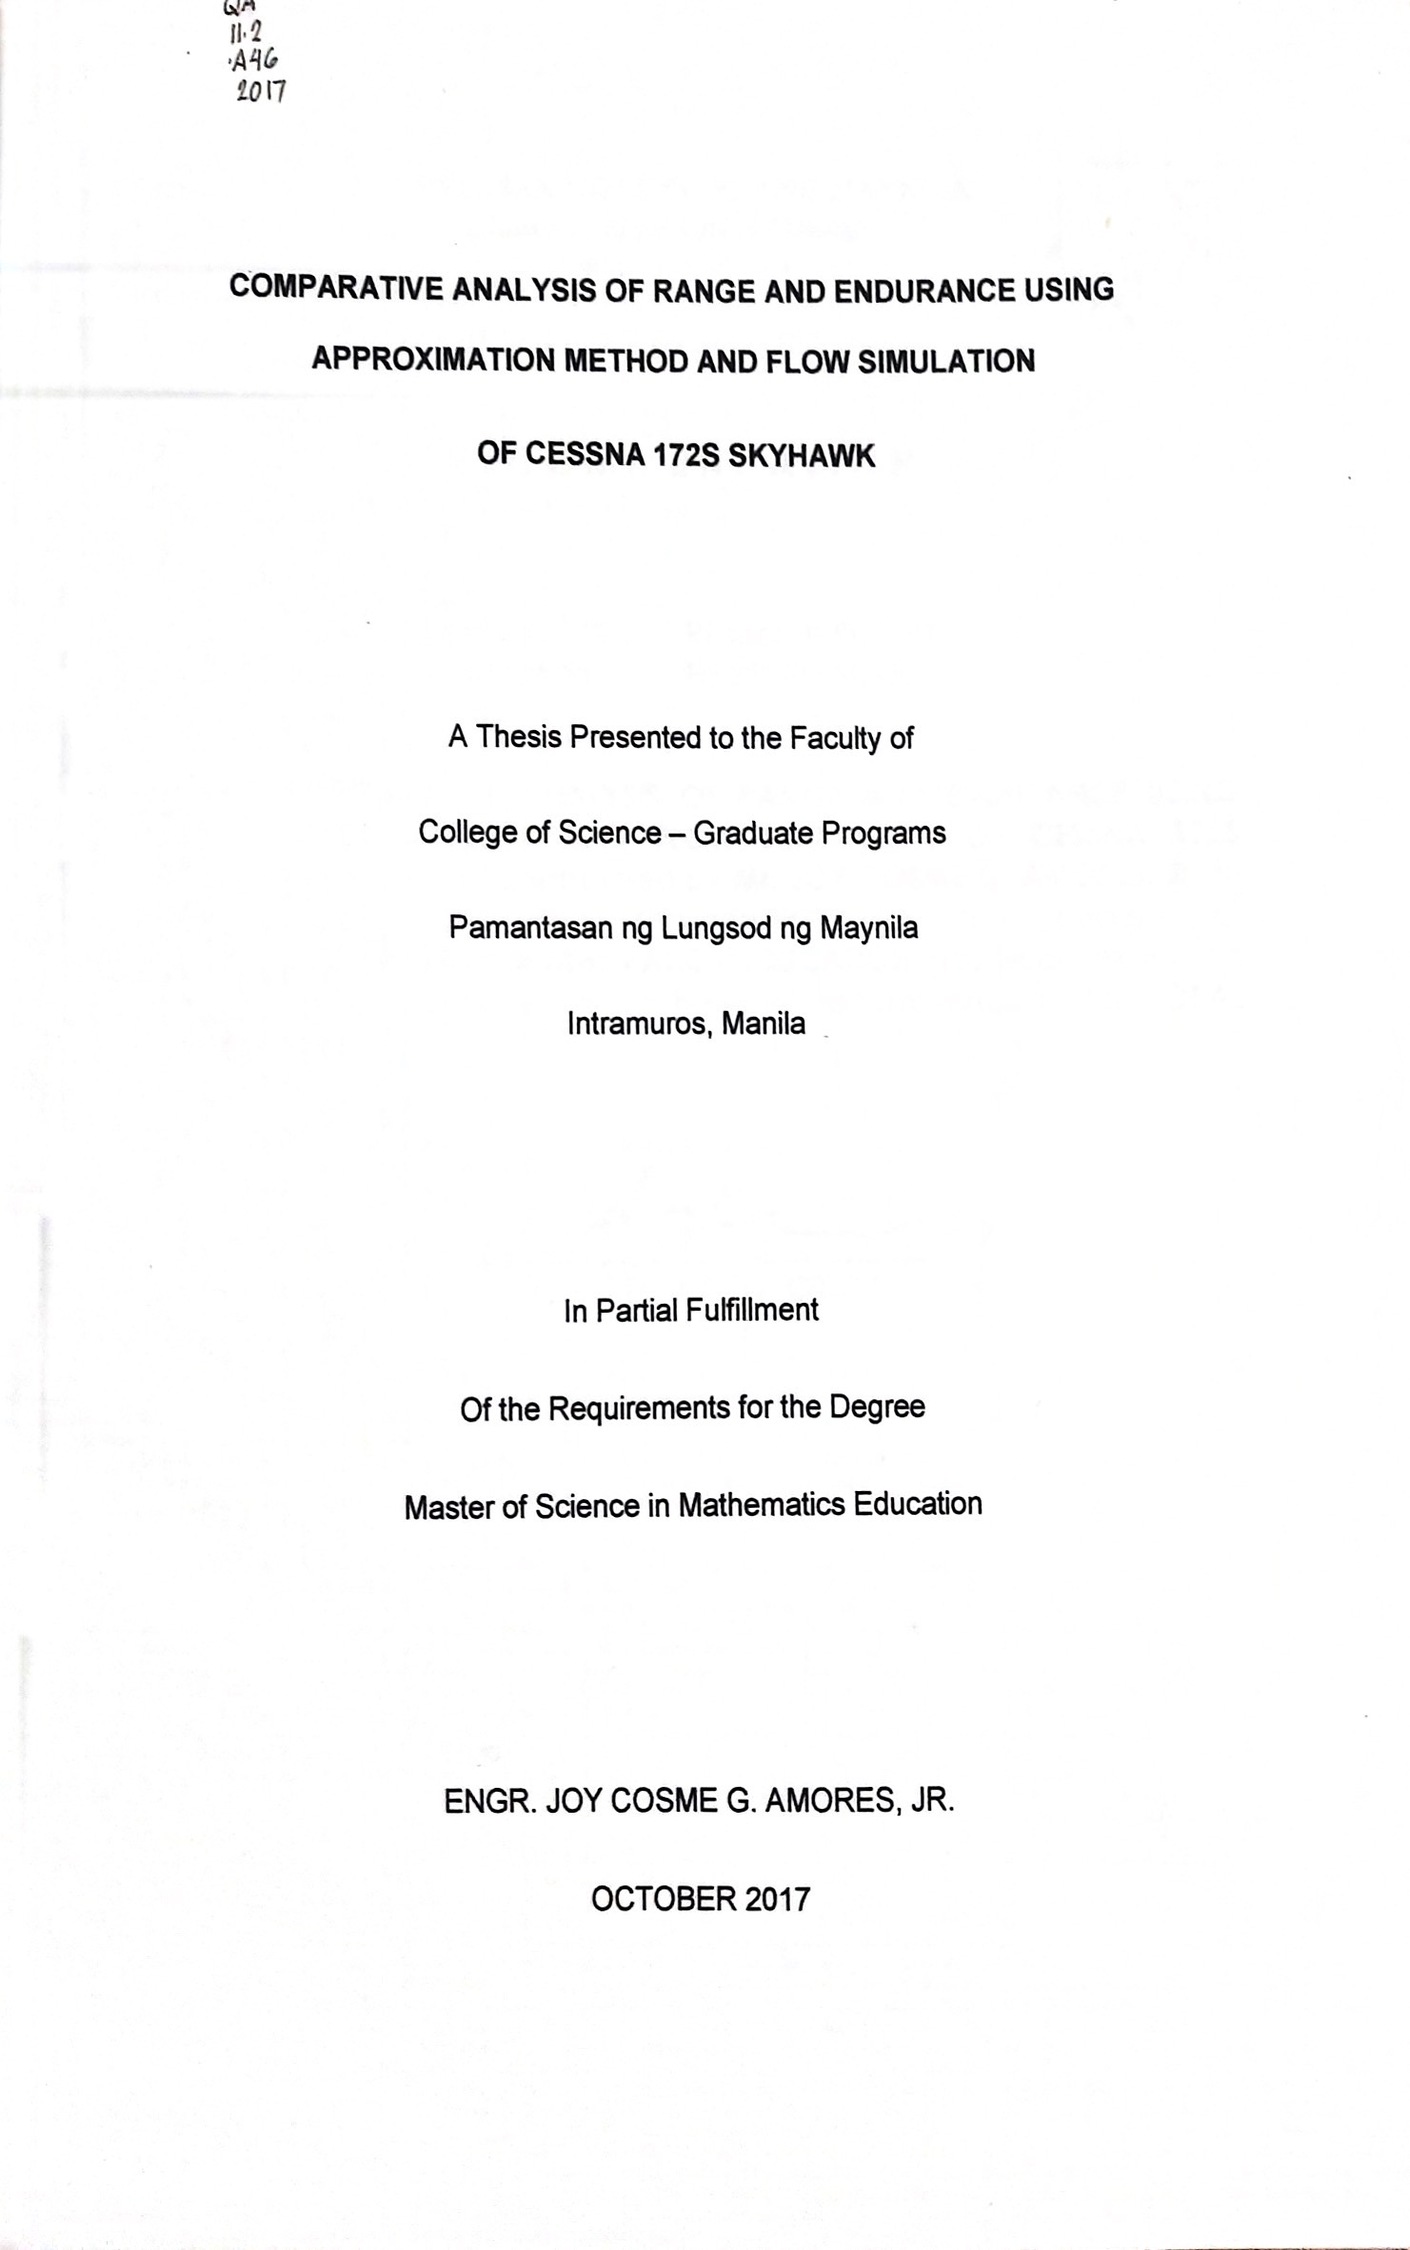 QA
11.2
.A46
2017
COMPARATIVE ANALYSIS OF RANGE AND ENDURANCE USING
APPROXIMATION METHOD AND FLOW SIMULATION
OF CESSNA 172S SKYHAWK
A Thesis Presented to the Faculty of
College of Science – Graduate Programs
Pamantasan ng Lungsod ng Maynila
Intramuros, Manila
In Partial Fulfillment
Of the Requirements for the Degree
Master of Science in Mathematics Education
ENGR. JOY COSME G. AMORES, JR.
OCTOBER 2017